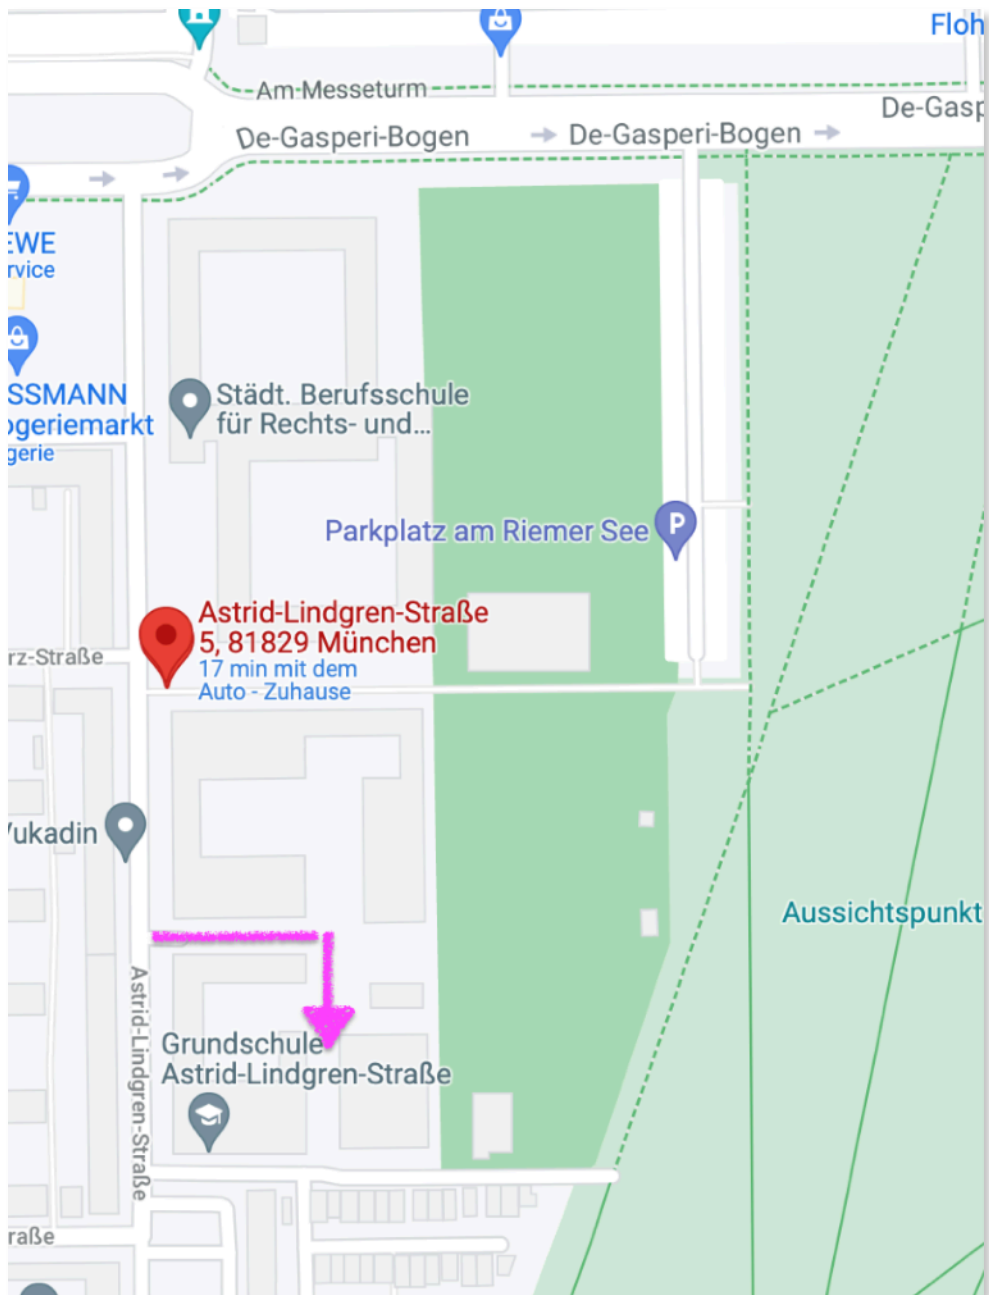 Floh
Am Messeturm
De-Gasp
De-Gasperi-Bogen
De-Gasperi-Bogen
EWE
rvice
SSMANN
ogeriemarkt
gerie
Städt. Berufsschule
für Rechts- und...
Parkplatz am Riemer See
P
Astrid-Lindgren-Straße
5, 81829 München
17 min mit dem
Auto - Zuhause
rz-Straße
Vukadin
Aussichtspunkt
Astrid-Lindgren-Straße
Grundschule
Astrid-Lindgren-Straße
raße